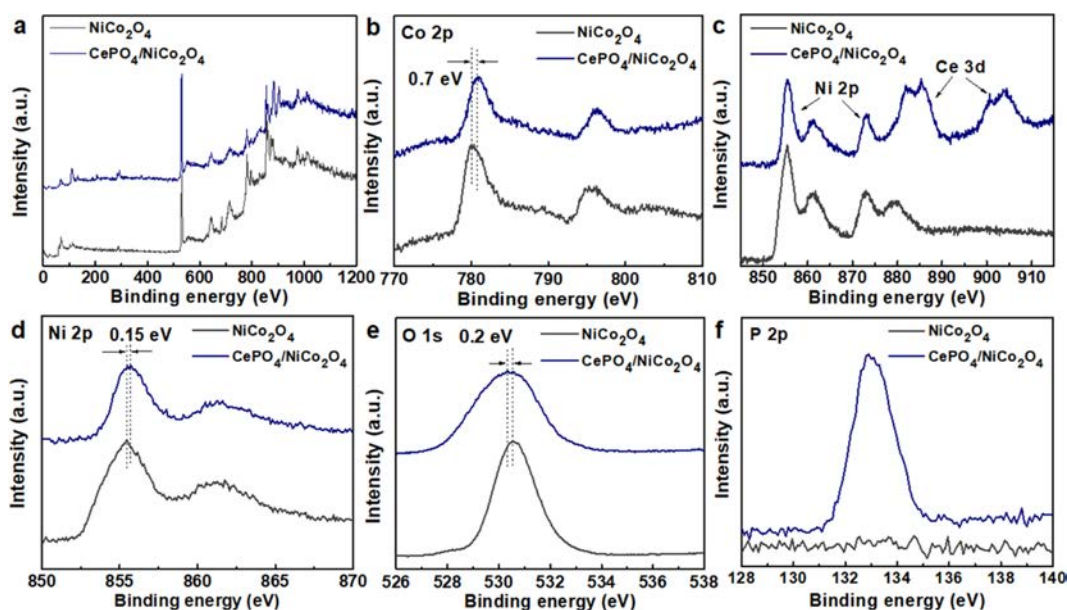 a
NiCo₂O₄
CePO₄/NiCo₂O₄
Intensity (a.u.)
0 200 400 600 800 1000 1200
Binding energy (eV)
b
Co 2p
NiCo₂O₄
CePO₄/NiCo₂O₄
0.7 eV
Intensity (a.u.)
770 780 790 800 810
Binding energy (eV)
c
NiCo₂O₄
CePO₄/NiCo₂O₄
Ni 2p
Ce 3d
Intensity (a.u.)
850 860 870 880 890 900 910
Binding energy (eV)
d
Ni 2p
0.15 eV
NiCo₂O₄
CePO₄/NiCo₂O₄
Intensity (a.u.)
850 855 860 865 870
Binding energy (eV)
e
O 1s
0.2 eV
NiCo₂O₄
CePO₄/NiCo₂O₄
Intensity (a.u.)
526 528 530 532 534 536 538
Binding energy (eV)
f
P 2p
NiCo₂O₄
CePO₄/NiCo₂O₄
Intensity (a.u.)
128 130 132 134 136 138 140
Binding energy (eV)